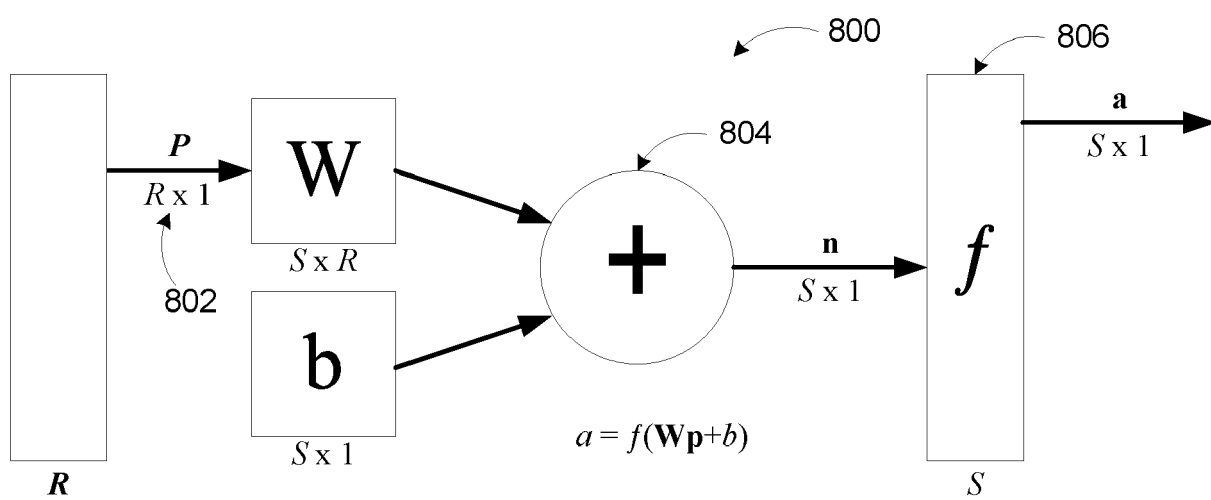 800
806
P
R x 1
802
W
S x R
b
S x 1
804
+
n
S x 1
f
a
S x 1
a = f(Wp+b)
R
S